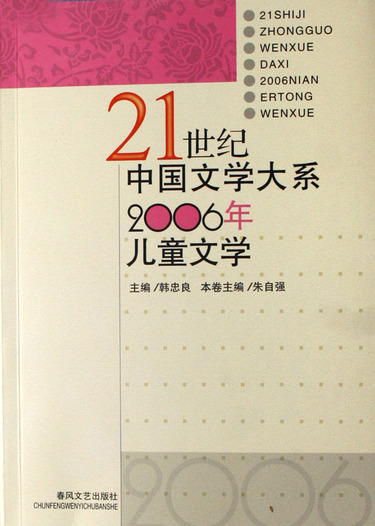 21SHIJI
ZHONGGUO
WENXUE
DAXI
2006NIAN
ERTONG
WENXUE
21世纪
中国文学大系
2006年
儿童文学
主编/韩忠良 本卷主编/朱自强
春风文艺出版社
CHUNFENGWENYICHUBANSHE
2006